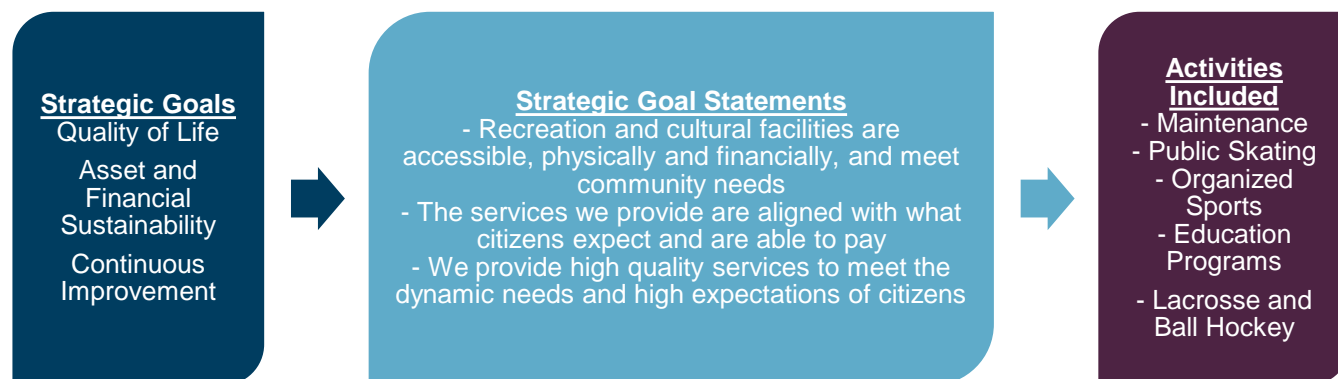 Strategic Goals
Quality of Life
Asset and
Financial
Sustainability
Continuous
Improvement
Strategic Goal Statements
- Recreation and cultural facilities are
accessible, physically and financially, and meet
community needs
- The services we provide are aligned with what
citizens expect and are able to pay
- We provide high quality services to meet the
dynamic needs and high expectations of citizens
Activities
Included
- Maintenance
- Public Skating
- Organized
Sports
- Education
Programs
- Lacrosse and
Ball Hockey